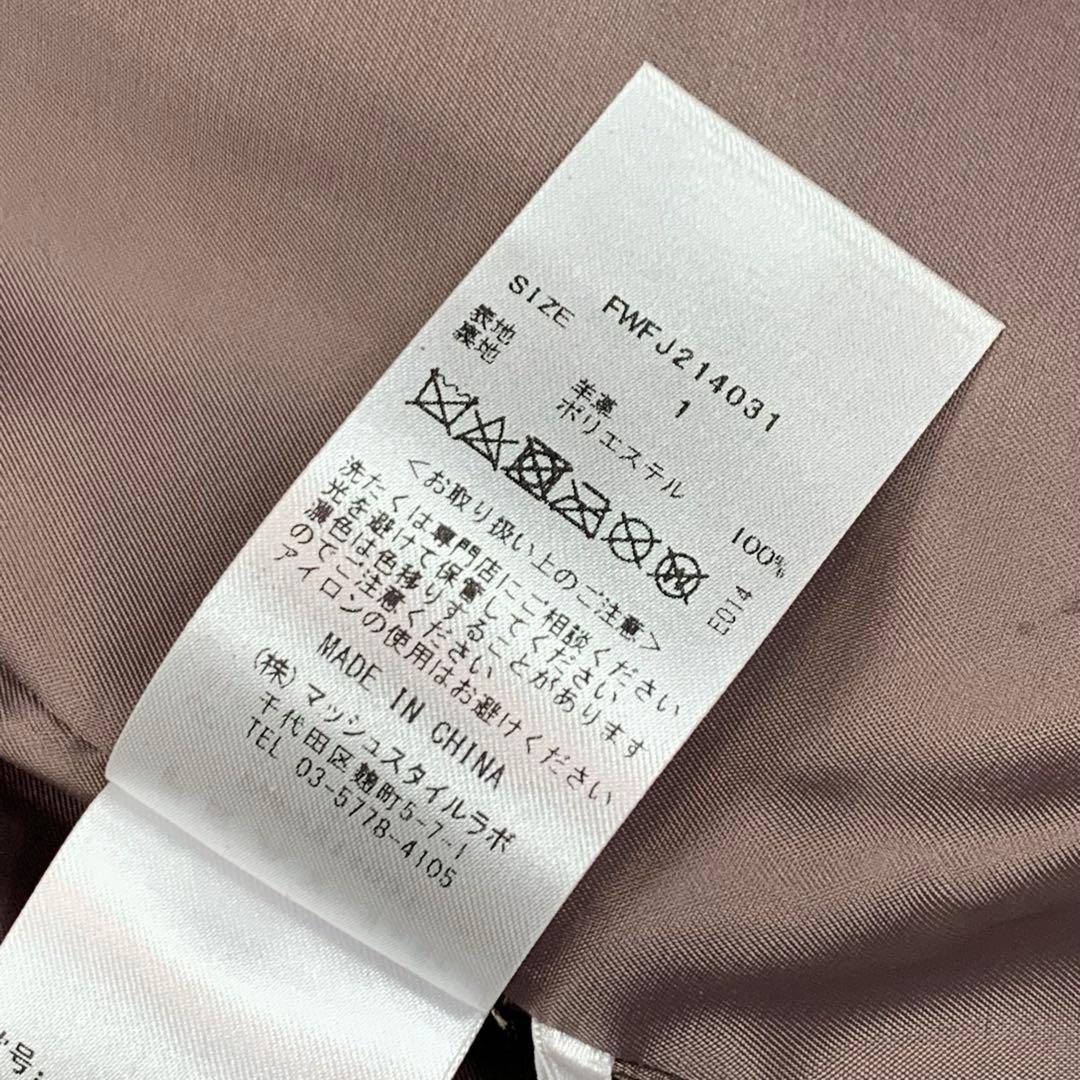 FWFJ214031
SIZE 1
表地 羊革
裏地 ポリエステル 100%
E014
<お取り扱い上のご注意>
洗たくは専門店にご相談ください
光を避けて保管してください
濃色は色移りすることがあります
のでご注意ください
アイロンの使用はお避けください
MADE IN CHINA
(株)マッシュスタイルラボ
千代田区麹町5-7-1
TEL 03-5778-4105
号: